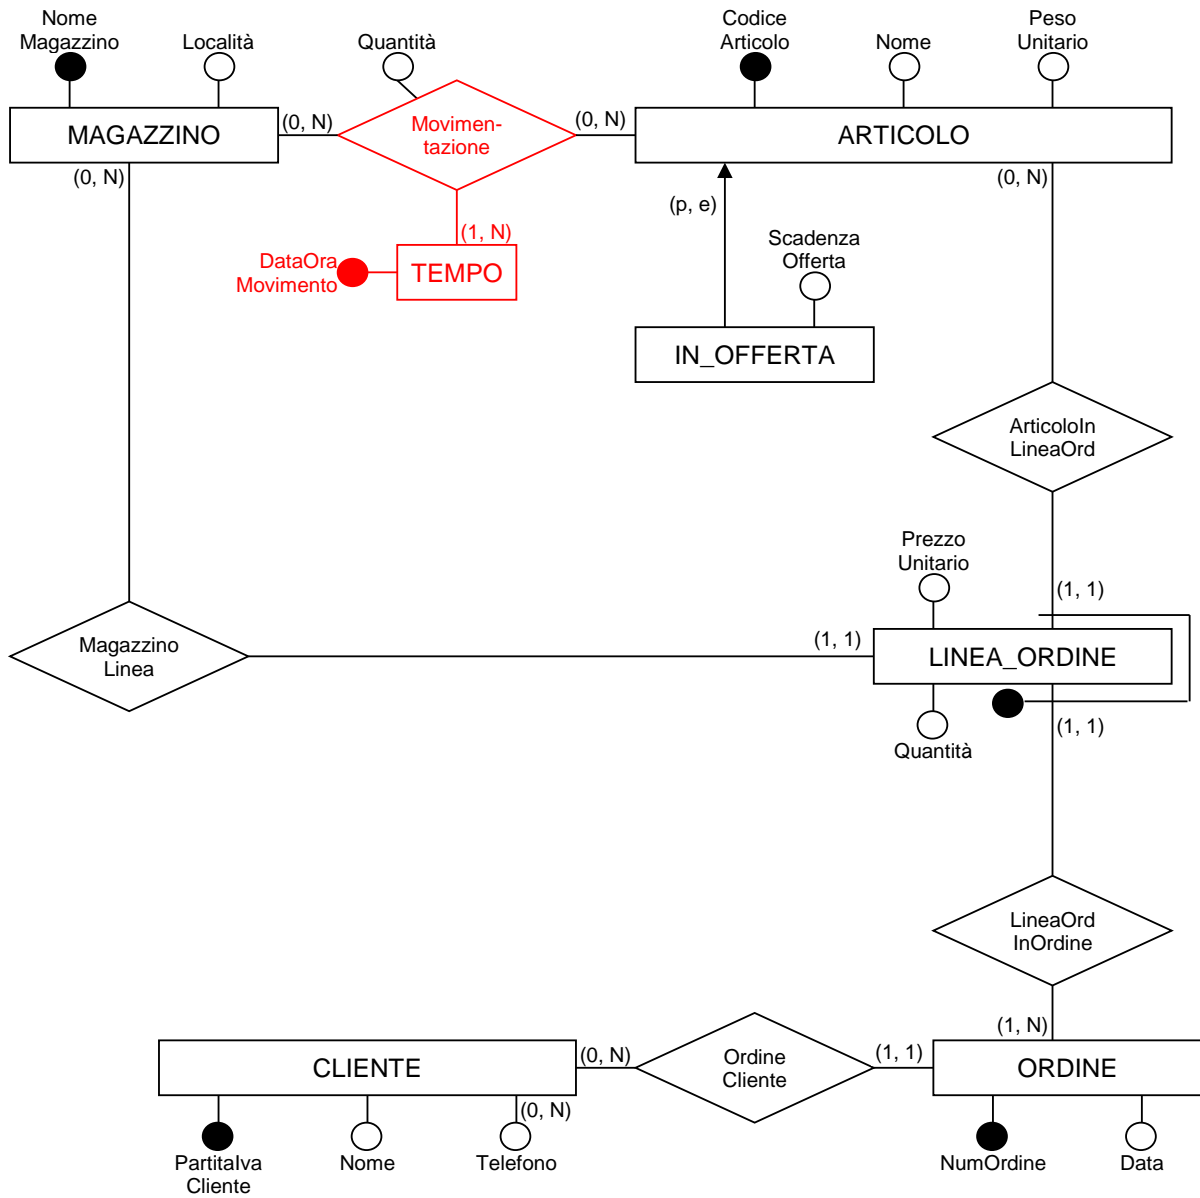 Nome
Magazzino
Località
Quantità
Codice
Articolo
Nome
Peso
Unitario
MAGAZZINO
(0, N)
Movimen-
tazione
(0, N)
ARTICOLO
(0, N)
(0, N)
(p, e)
(1, N)
DataOra
Movimento
TEMPO
Scadenza
Offerta
IN_OFFERTA
ArticoloIn
LineaOrd
Prezzo
Unitario
(1, 1)
Magazzino
Linea
(1, 1)
LINEA_ORDINE
(1, 1)
Quantità
LineaOrd
InOrdine
(1, N)
CLIENTE
(0, N)
Ordine
Cliente
(1, 1)
ORDINE
(0, N)
PartitaIva
Cliente
Nome
Telefono
NumOrdine
Data